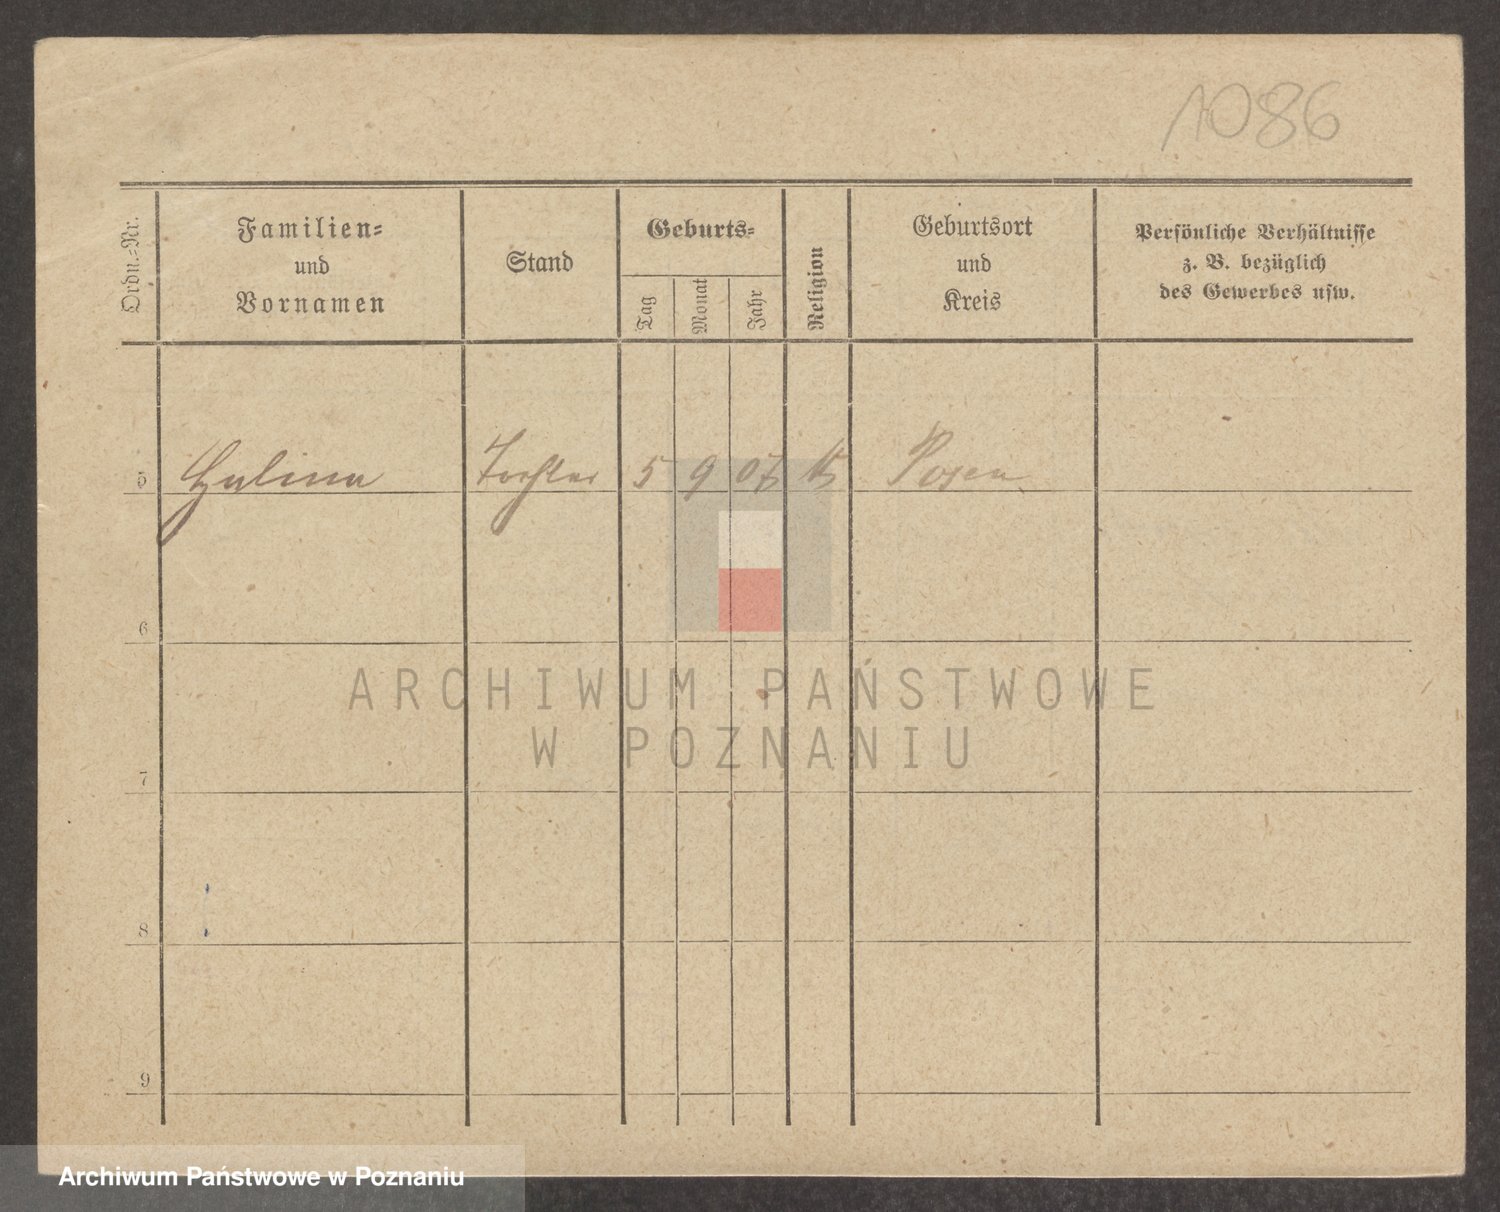 1086
Ordn.-Nr.
Familien-
und
Vornamen
Stand
Geburts-
Tag
Monat
Jahr
Religion
Geburtsort
und
Kreis
Persönliche Verhältnisse
z. B. bezüglich
des Gewerbes usw.
5 Halina Tochter 5 9 07 k Posen
6
7
8
9
ARCHIWUM PAŃSTWOWE
W POZNANIU
Archiwum Państwowe w Poznaniu